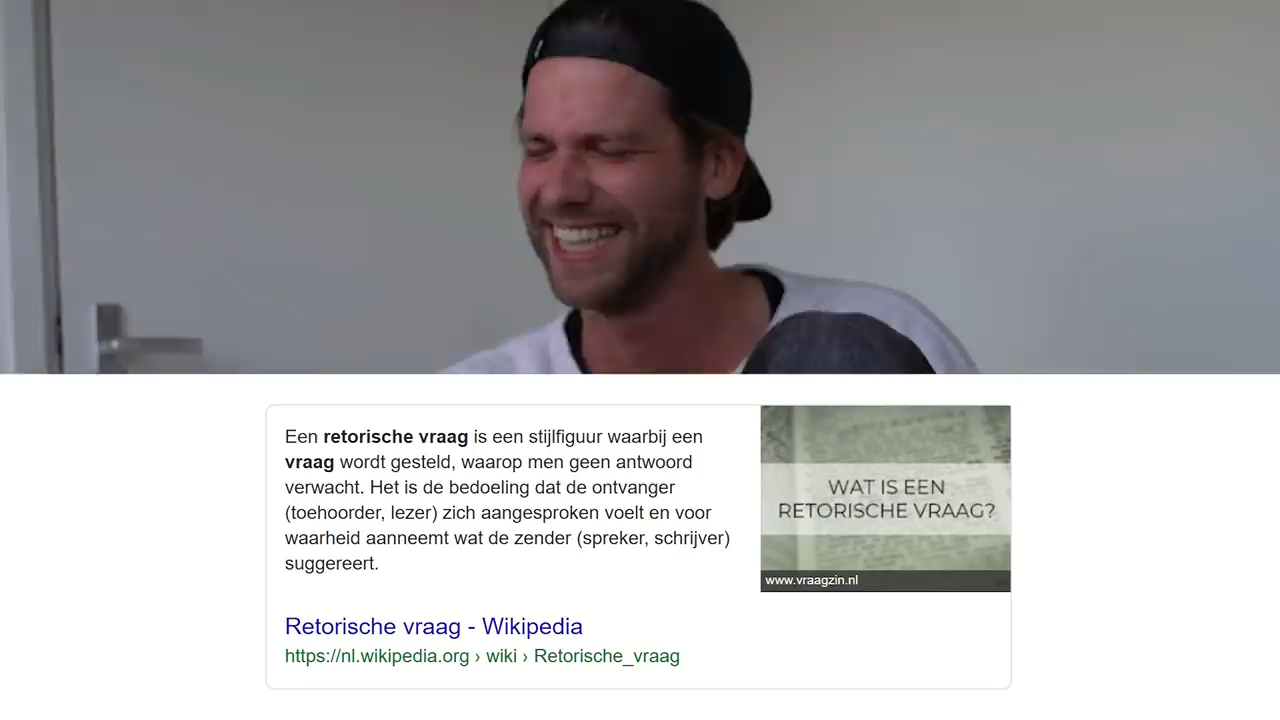 Een retorische vraag is een stijlfiguur waarbij een
vraag wordt gesteld, waarop men geen antwoord
verwacht. Het is de bedoeling dat de ontvanger
(toehoorder, lezer) zich aangesproken voelt en voor
waarheid aanneemt wat de zender (spreker, schrijver)
suggereert.
WAT IS EEN
RETORISCHE VRAAG?
www.vraagzin.nl
Retorische vraag - Wikipedia
https://nl.wikipedia.org › wiki › Retorische_vraag